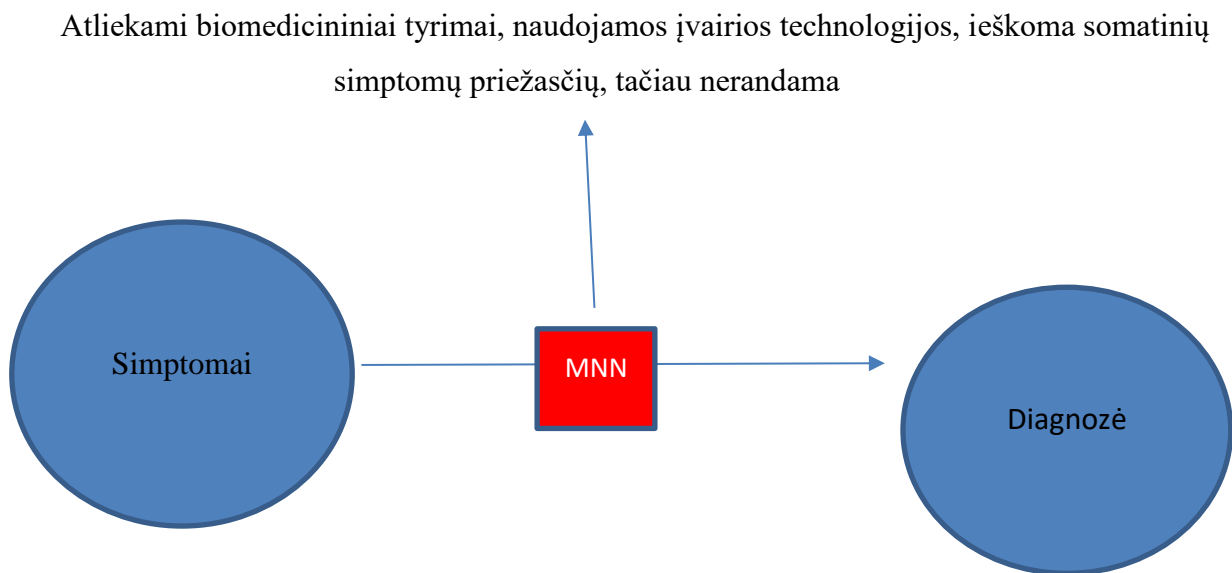 Atliekami biomedicininiai tyrimai, naudojamos įvairios technologijos, ieškoma somatinių
simptomų priežasčių, tačiau nerandama
Simptomai
MNN
Diagnozė